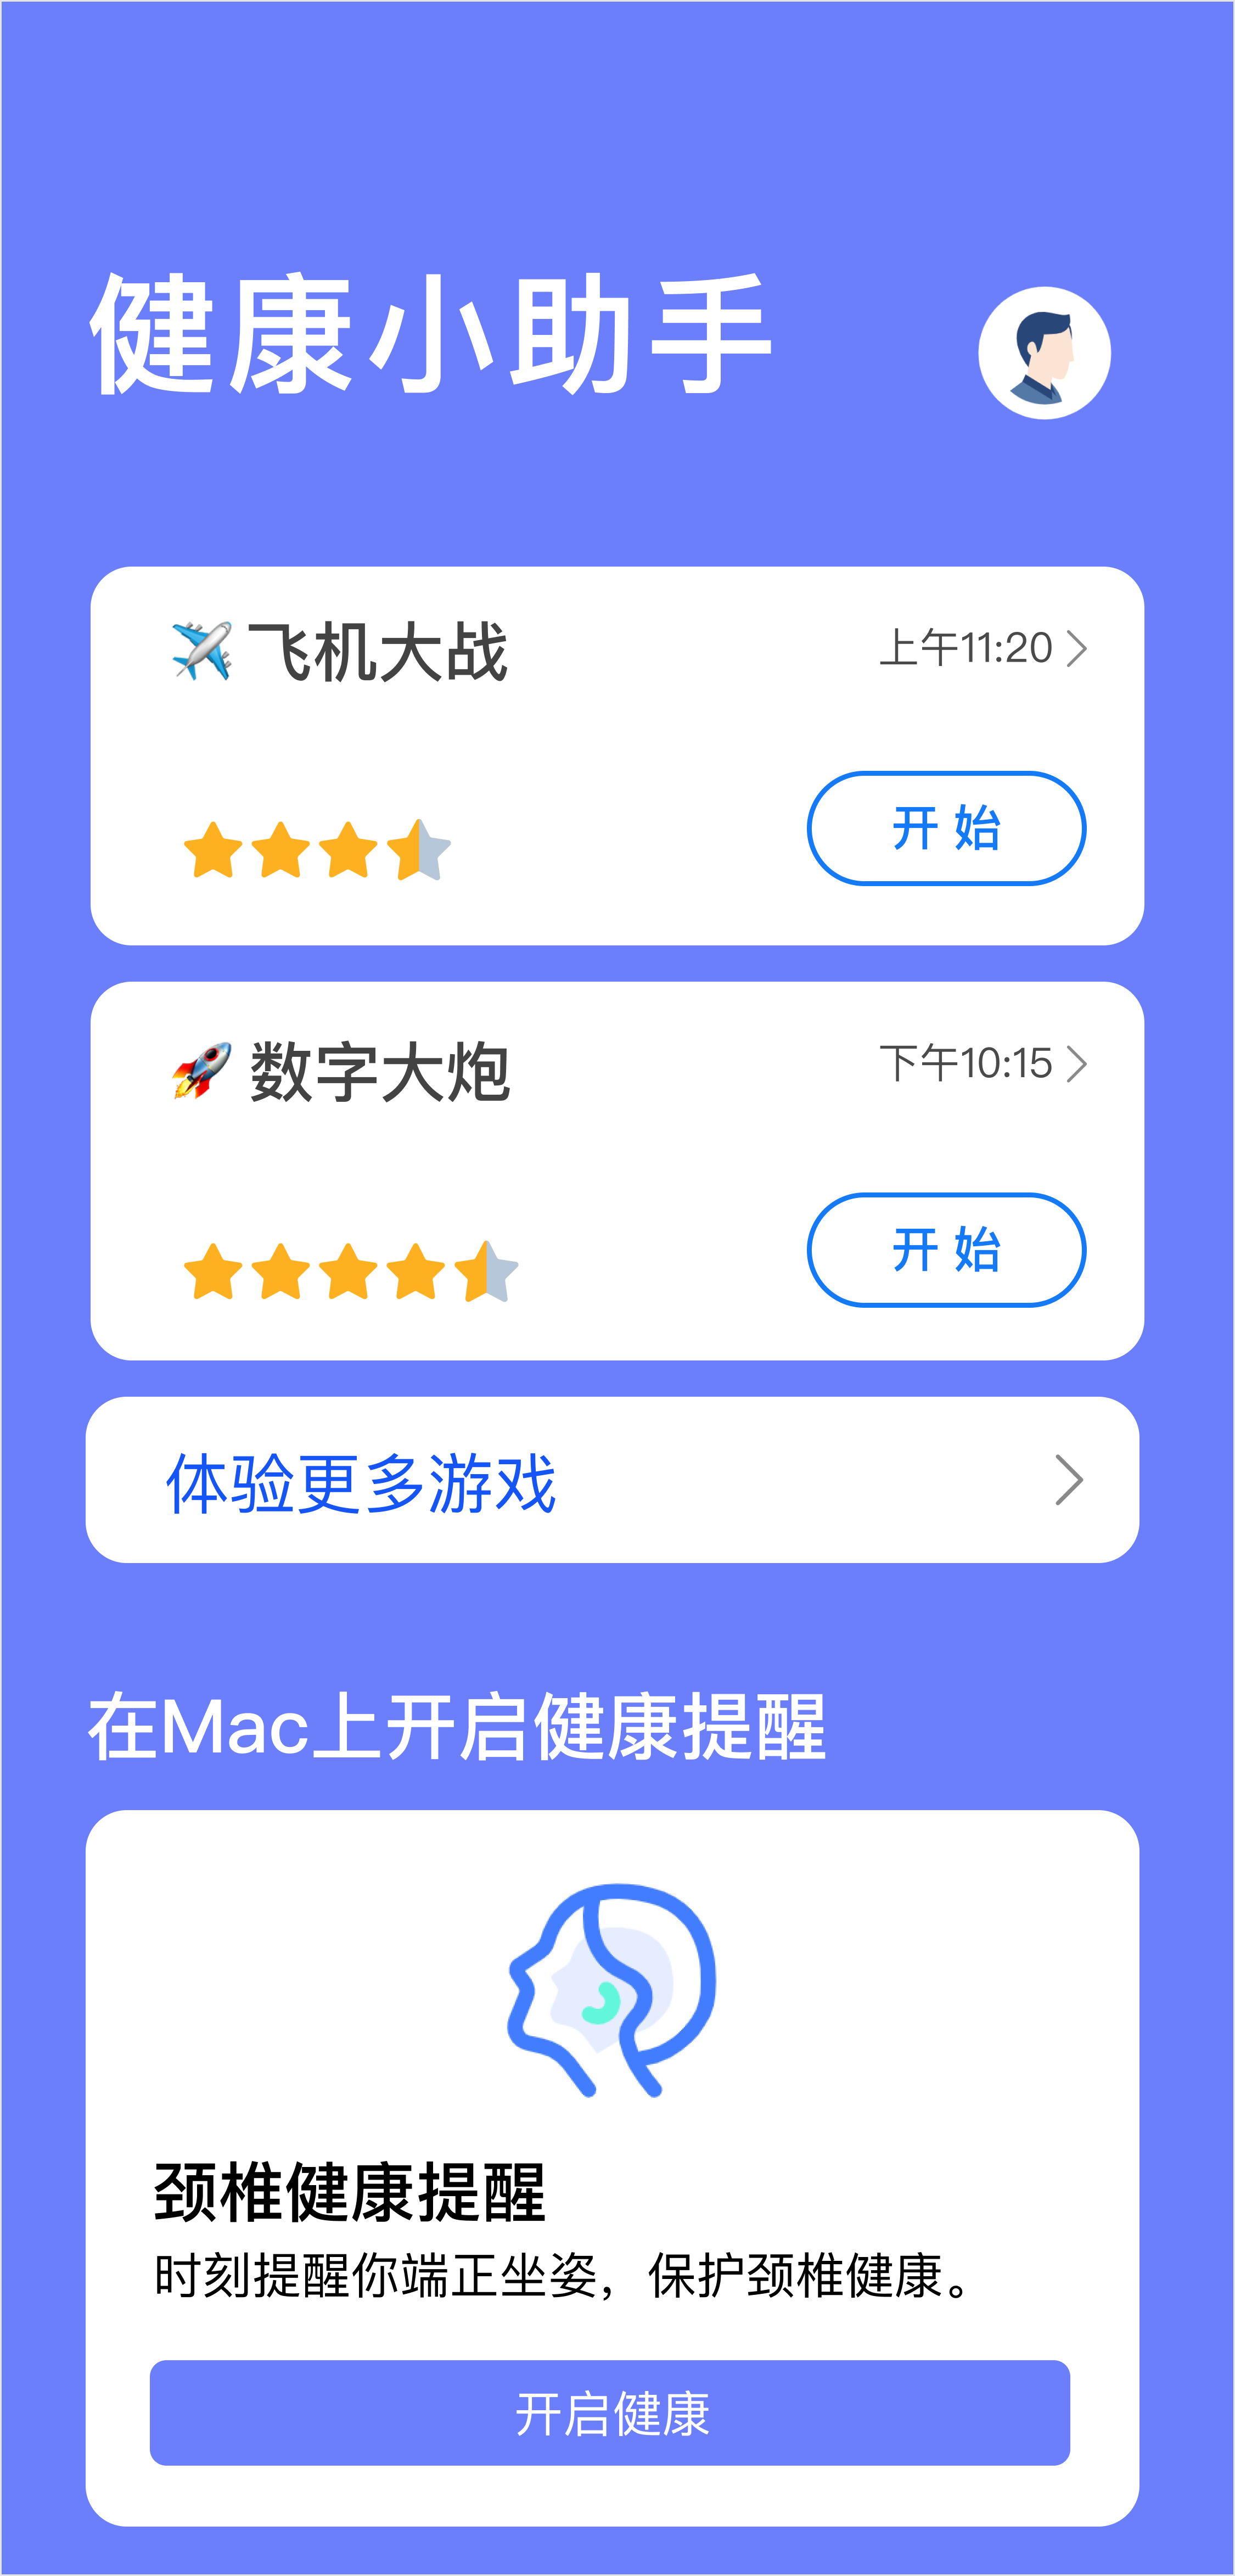 健康小助手
✈️ 飞机大战
上午11:20
开 始
🚀 数字大炮
下午10:15
开 始
体验更多游戏
在Mac上开启健康提醒
颈椎健康提醒
时刻提醒你端正坐姿，保护颈椎健康。
开启健康